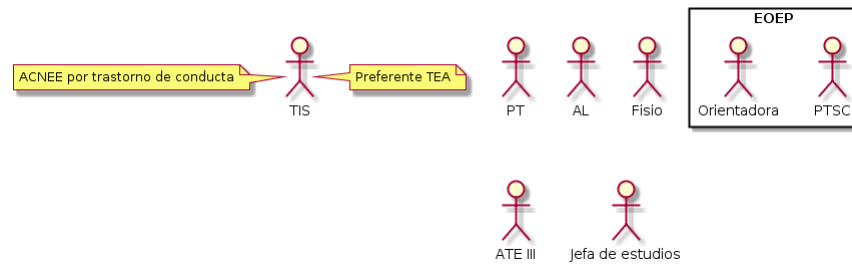 EOEP
ACNEE por trastorno de conducta
Preferente TEA
TIS
PT
AL
Fisio
Orientadora
PTSC
ATE III
Jefa de estudios